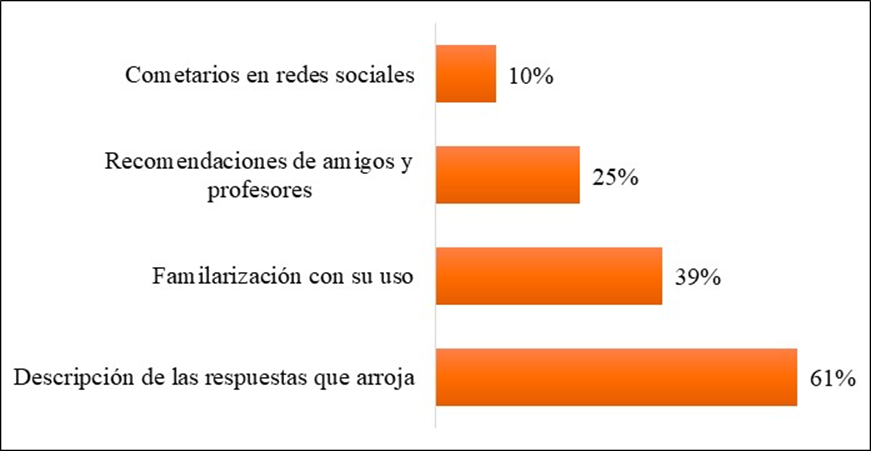 Cometarios en redes sociales
10%
Recomendaciones de amigos y
profesores
25%
Familarización con su uso
39%
Descripción de las respuestas que arroja
61%